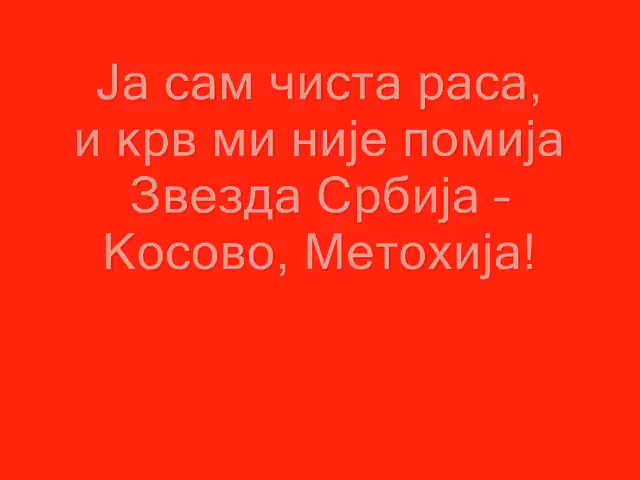 Ја сам чиста раса,
и крв ми није помија
Звезда Србија –
Косово, Метохија!